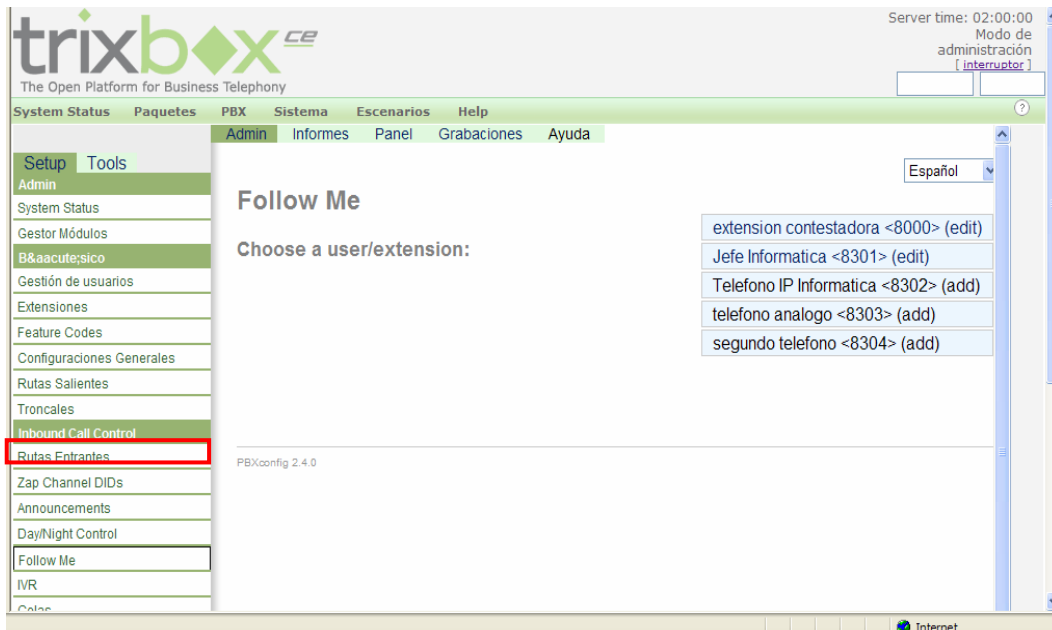 trixbox ce
The Open Platform for Business Telephony
Server time: 02:00:00
Modo de
administración
[ interruptor ]
System Status Paquetes PBX Sistema Escenarios Help
?
Admin Informes Panel Grabaciones Ayuda
Setup Tools
Español
Admin
System Status
Gestor Módulos
B&aacute;sico
Gestión de usuarios
Extensiones
Feature Codes
Configuraciones Generales
Rutas Salientes
Troncales
Inbound Call Control
Rutas Entrantes
Zap Channel DIDs
Announcements
Day/Night Control
Follow Me
IVR
Colas
Follow Me
Choose a user/extension:
extension contestadora <8000> (edit)
Jefe Informatica <8301> (edit)
Telefono IP Informatica <8302> (add)
telefono analogo <8303> (add)
segundo telefono <8304> (add)
PBXconfig 2.4.0
Internet